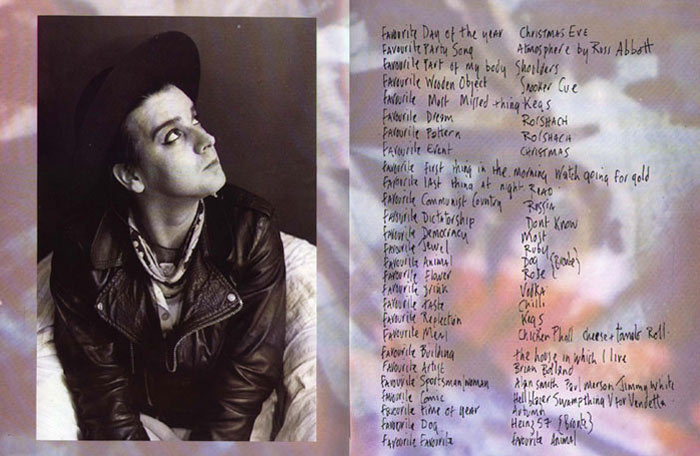 Favourite Day of the year Christmas Eve
Favourite Party Song Atmosphere by Russ Abbott
Favourite Part of my body Shoulders
Favourite Wooden Object Snooker Cue
Favourite Most Missed thing Kegs
Favourite Dream RORSHACH
Favourite Pattern RORSHACH
Favourite Event CHRISTMAS
Favourite first thing in the morning Watch going for gold
Favourite last thing at night READ
Favourite Communist Country Russia
Favourite Dictatorship Dont Know
Favourite Democracy Most
Favourite Jewel Ruby
Favourite Animal Dog {Bronte}
Favourite Flower Rose
Favourite Drink Vodka
Favourite Taste Chilli
Favourite Reflection Kegs
Favourite Meal Chicken Phall cheese + tomato Roll
Favourite Building the house in which I live
Favourite Artist Brian Bolland
Favourite Sportsman/woman Alan Smith Paul Merson Jimmy White
Favourite Comic Hellblazer Swampthing V for Vendetta
Favourite time of year Autumn
Favourite Dog Heinz 57 {Bronte}
Favourite Favourite favourite Animal